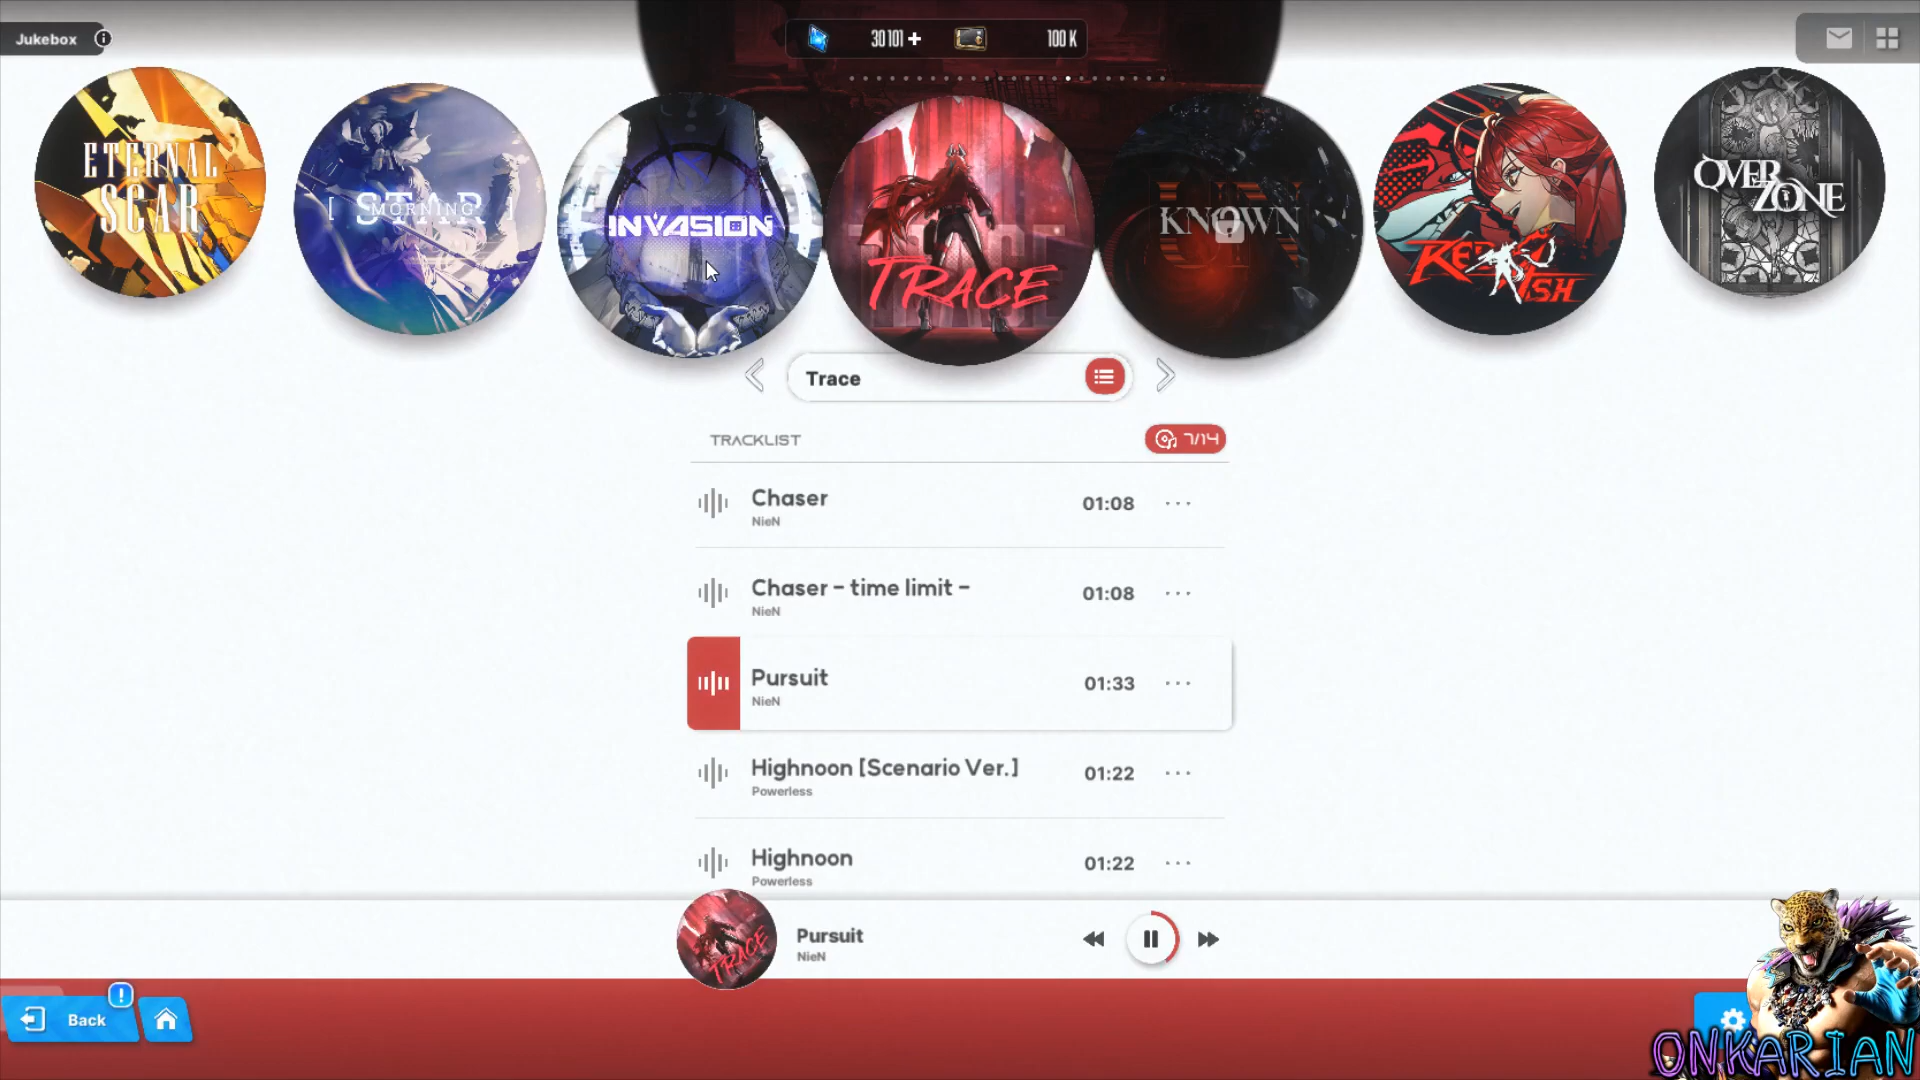 Jukebox
30101
100 K
ETERNAL
SCAR
STAR
[ MORNING ]
INVASION
TRACE
KNOWN
OVER
ZONE
Trace
TRACKLIST
7/14
Chaser
01:08
NieN
Chaser - time limit -
01:08
NieN
Pursuit
01:33
NieN
Highnoon [Scenario Ver.]
01:22
Powerless
Highnoon
01:22
Powerless
TRACE
Pursuit
NieN
Back
ONKARIAN